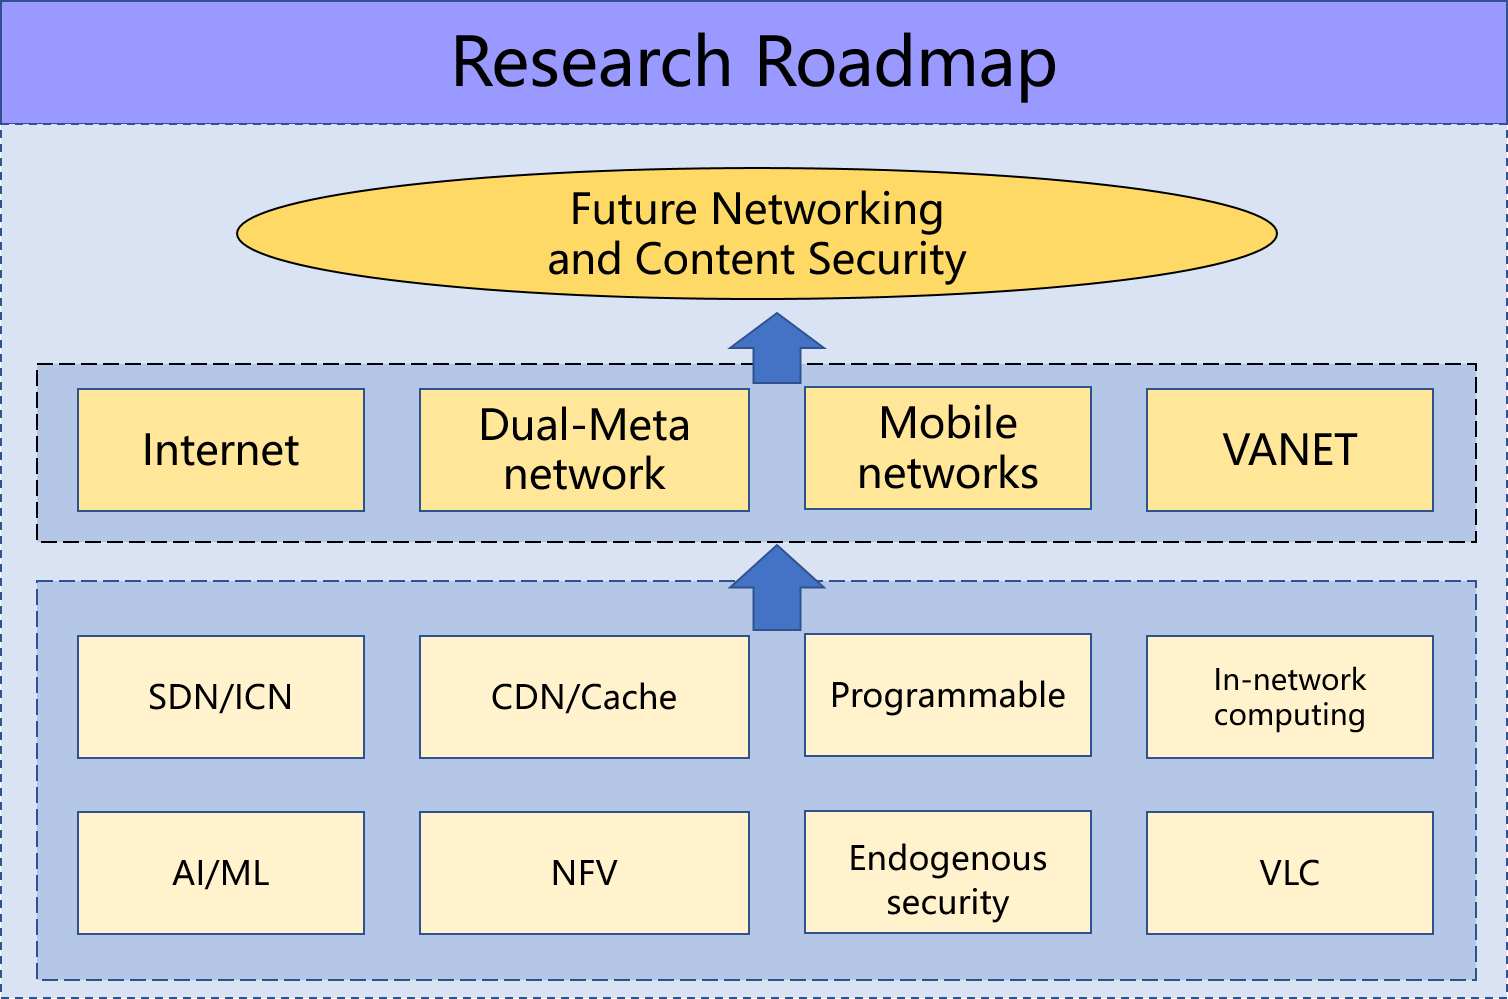 Research Roadmap
Future Networking
and Content Security
Internet
Dual-Meta
network
Mobile
networks
VANET
SDN/ICN
CDN/Cache
Programmable
In-network
computing
AI/ML
NFV
Endogenous
security
VLC